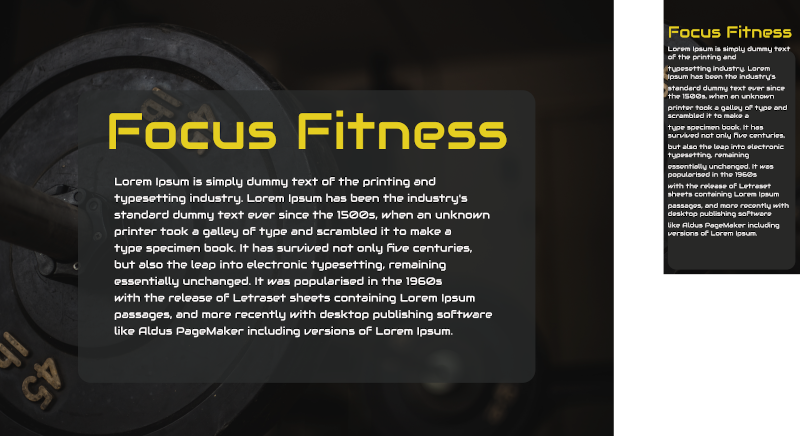 Focus Fitness
Lorem Ipsum is simply dummy text of the printing and
typesetting industry. Lorem Ipsum has been the industry's
standard dummy text ever since the 1500s, when an unknown
printer took a galley of type and scrambled it to make a
type specimen book. It has survived not only five centuries,
but also the leap into electronic typesetting, remaining
essentially unchanged. It was popularised in the 1960s
with the release of Letraset sheets containing Lorem Ipsum
passages, and more recently with desktop publishing software
like Aldus PageMaker including versions of Lorem Ipsum.
45
lb
Focus Fitness
Lorem Ipsum is simply dummy text
of the printing and
typesetting industry. Lorem
Ipsum has been the industry's
standard dummy text ever since
the 1500s, when an unknown
printer took a galley of type and
scrambled it to make a
type specimen book. It has
survived not only five centuries,
but also the leap into electronic
typesetting, remaining
essentially unchanged. It was
popularised in the 1960s
with the release of Letraset
sheets containing Lorem Ipsum
passages, and more recently with
desktop publishing software
like Aldus PageMaker including
versions of Lorem Ipsum.